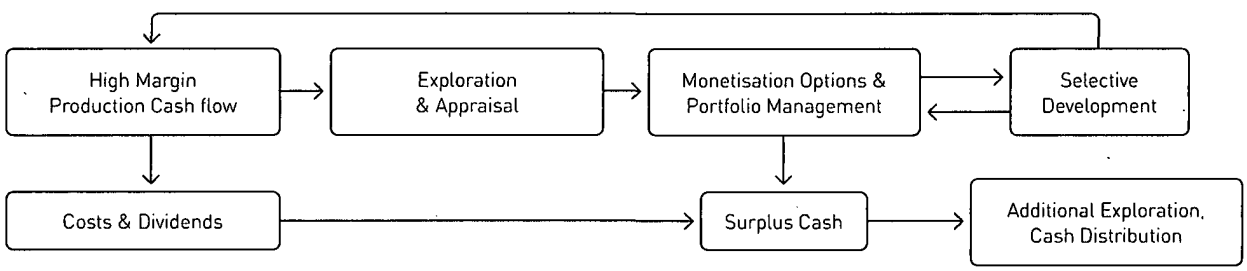 High Margin
Production Cash flow
Exploration
& Appraisal
Monetisation Options &
Portfolio Management
Selective
Development
Costs & Dividends
Surplus Cash
Additional Exploration,
Cash Distribution